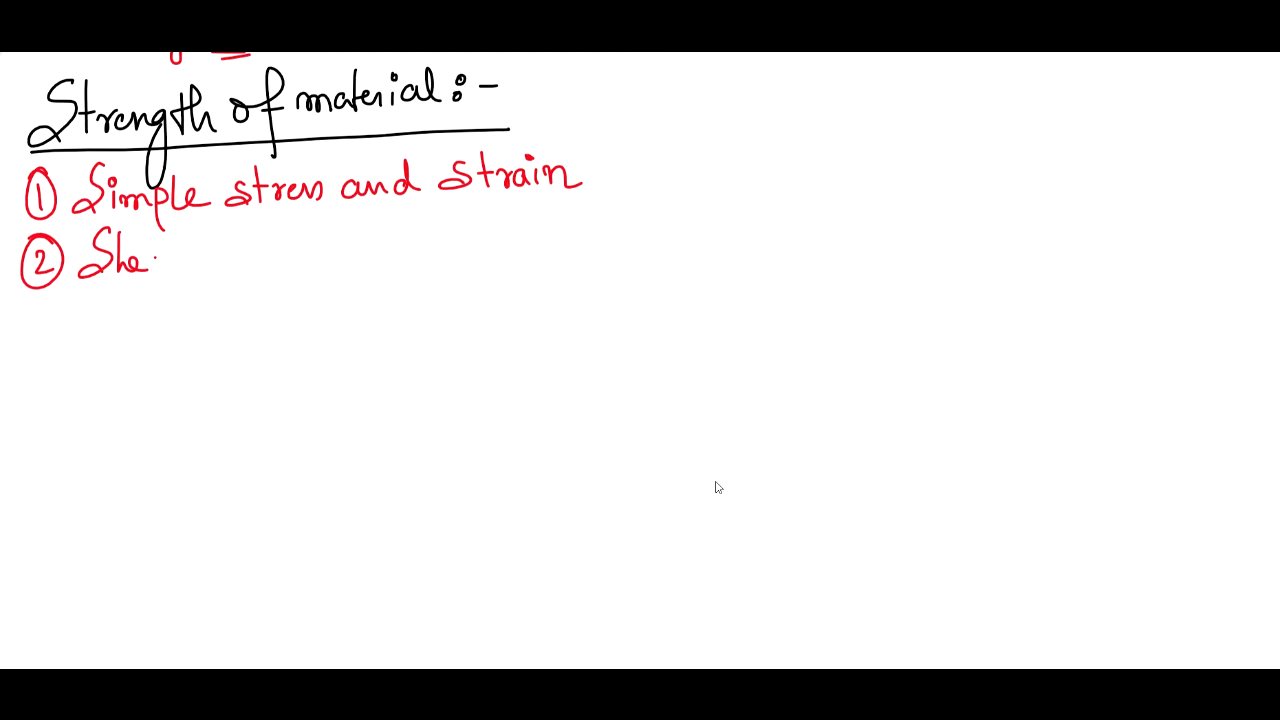 Strength of material :-
① Simple stress and strain
② She